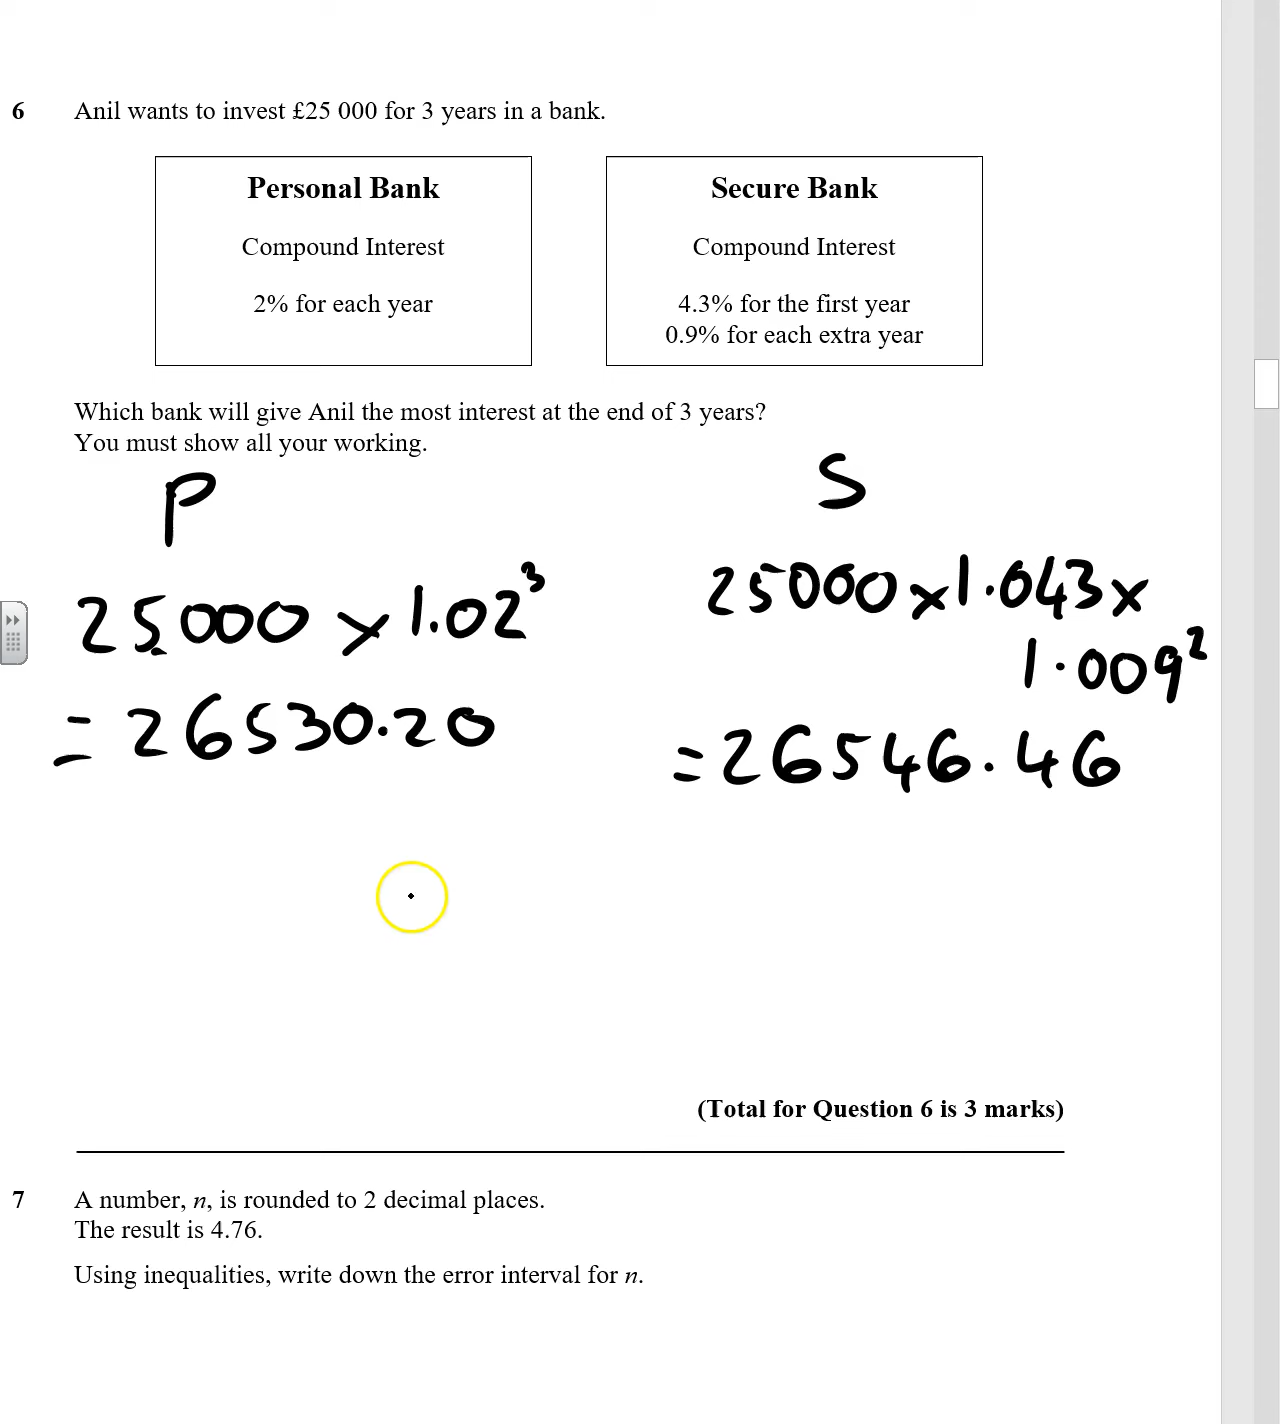 6 Anil wants to invest £25 000 for 3 years in a bank.
Personal Bank
Compound Interest
2% for each year
Secure Bank
Compound Interest
4.3% for the first year
0.9% for each extra year
Which bank will give Anil the most interest at the end of 3 years?
You must show all your working.
P
25000 × 1.02³
= 26530.20
S
25000 × 1.043 ×
1.009²
= 26546.46
(Total for Question 6 is 3 marks)
7 A number, n, is rounded to 2 decimal places.
The result is 4.76.
Using inequalities, write down the error interval for n.